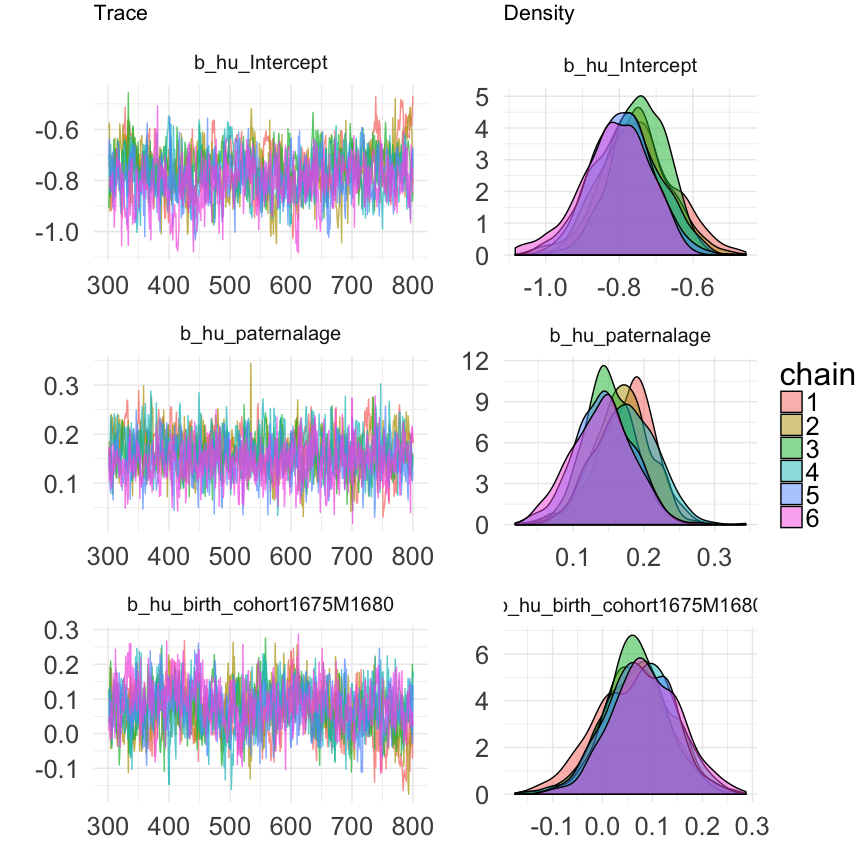 Trace
Density
b_hu_Intercept
b_hu_Intercept
-0.6
-0.8
-1.0
300 400 500 600 700 800
5
4
3
2
1
0
-1.0 -0.8 -0.6
b_hu_paternalage
b_hu_paternalage
0.3
0.2
0.1
300 400 500 600 700 800
12
9
6
3
0
0.1 0.2 0.3
chain
1
2
3
4
5
6
b_hu_birth_cohort1675M1680
b_hu_birth_cohort1675M1680
0.3
0.2
0.1
0.0
-0.1
300 400 500 600 700 800
6
4
2
0
-0.1 0.0 0.1 0.2 0.3